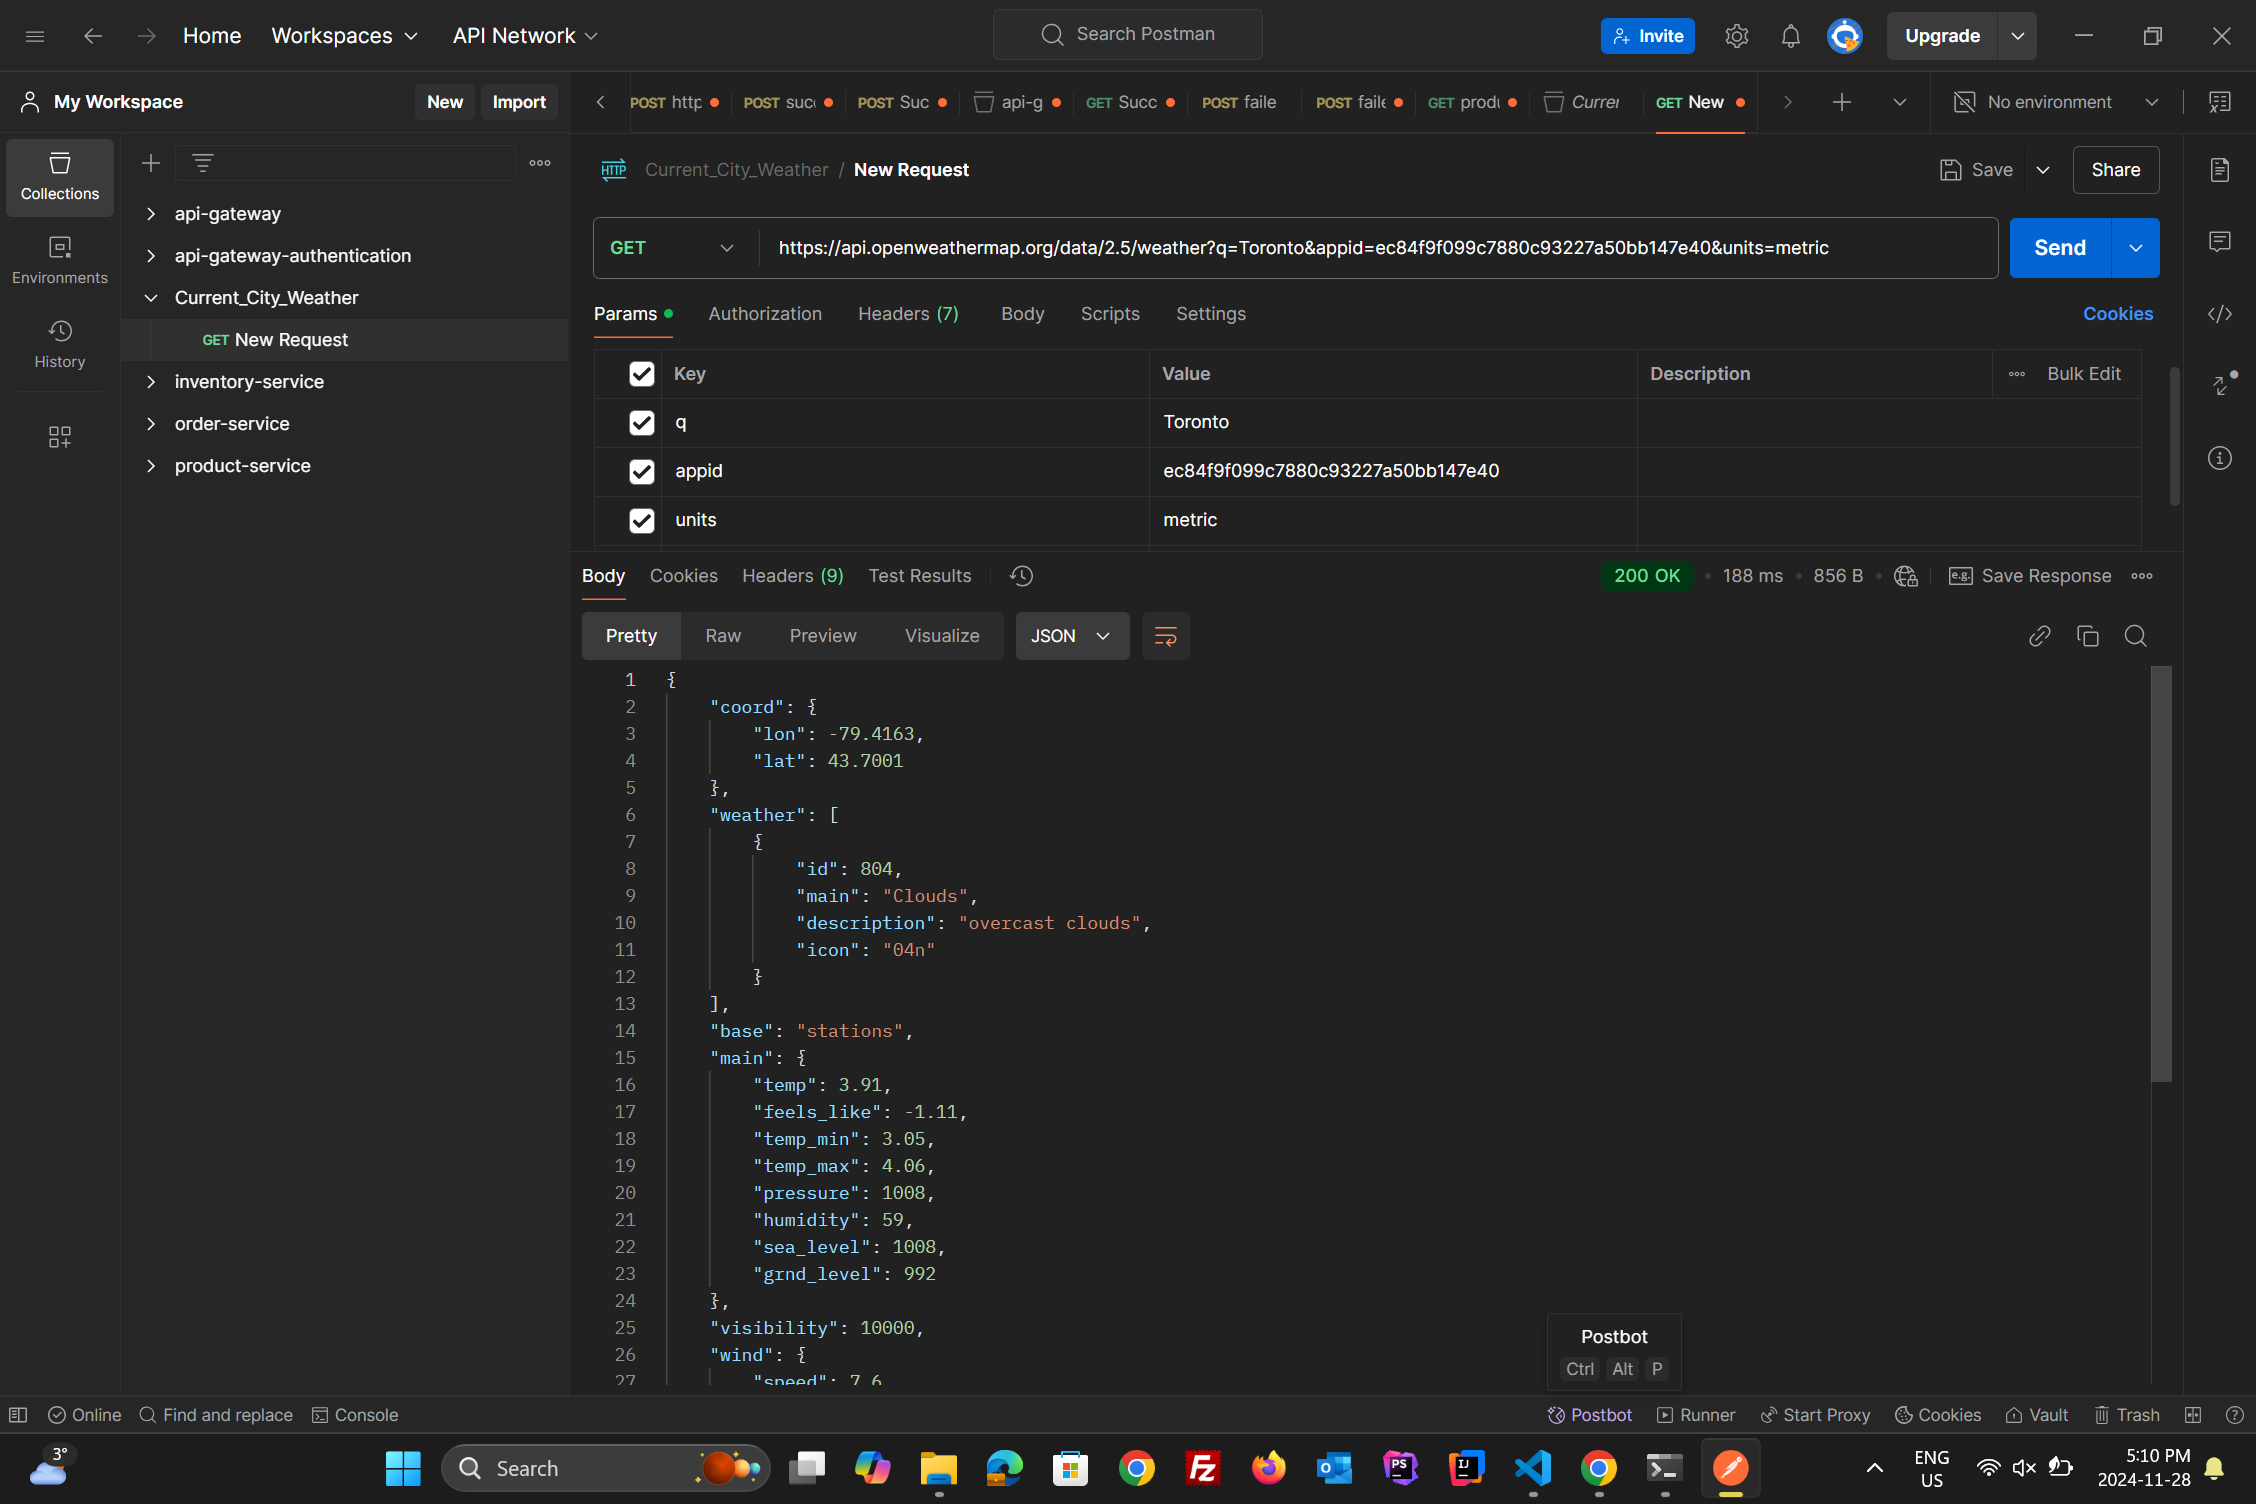 Home Workspaces API Network Search Postman Invite Upgrade
My Workspace New Import
POST http POST succ POST Suc api-g GET Succ POST faile POST faile GET produ Currer GET New No environment
Collections
Environments
History
api-gateway
api-gateway-authentication
Current_City_Weather
GET New Request
inventory-service
order-service
product-service
HTTP Current_City_Weather / New Request Save Share
GET https://api.openweathermap.org/data/2.5/weather?q=Toronto&appid=ec84f9f099c7880c93227a50bb147e40&units=metric Send
Params Authorization Headers (7) Body Scripts Settings Cookies
Key Value Description Bulk Edit
q Toronto
appid ec84f9f099c7880c93227a50bb147e40
units metric
Body Cookies Headers (9) Test Results 200 OK 188 ms 856 B e.g. Save Response
Pretty Raw Preview Visualize JSON
1 {
2 "coord": {
3 "lon": -79.4163,
4 "lat": 43.7001
5 },
6 "weather": [
7 {
8 "id": 804,
9 "main": "Clouds",
10 "description": "overcast clouds",
11 "icon": "04n"
12 }
13 ],
14 "base": "stations",
15 "main": {
16 "temp": 3.91,
17 "feels_like": -1.11,
18 "temp_min": 3.05,
19 "temp_max": 4.06,
20 "pressure": 1008,
21 "humidity": 59,
22 "sea_level": 1008,
23 "grnd_level": 992
24 },
25 "visibility": 10000,
26 "wind": {
27 "speed": 7.6
Postbot
Ctrl Alt P
Online Find and replace Console Postbot Runner Start Proxy Cookies Vault Trash
3° Search ENG US 5:10 PM
2024-11-28